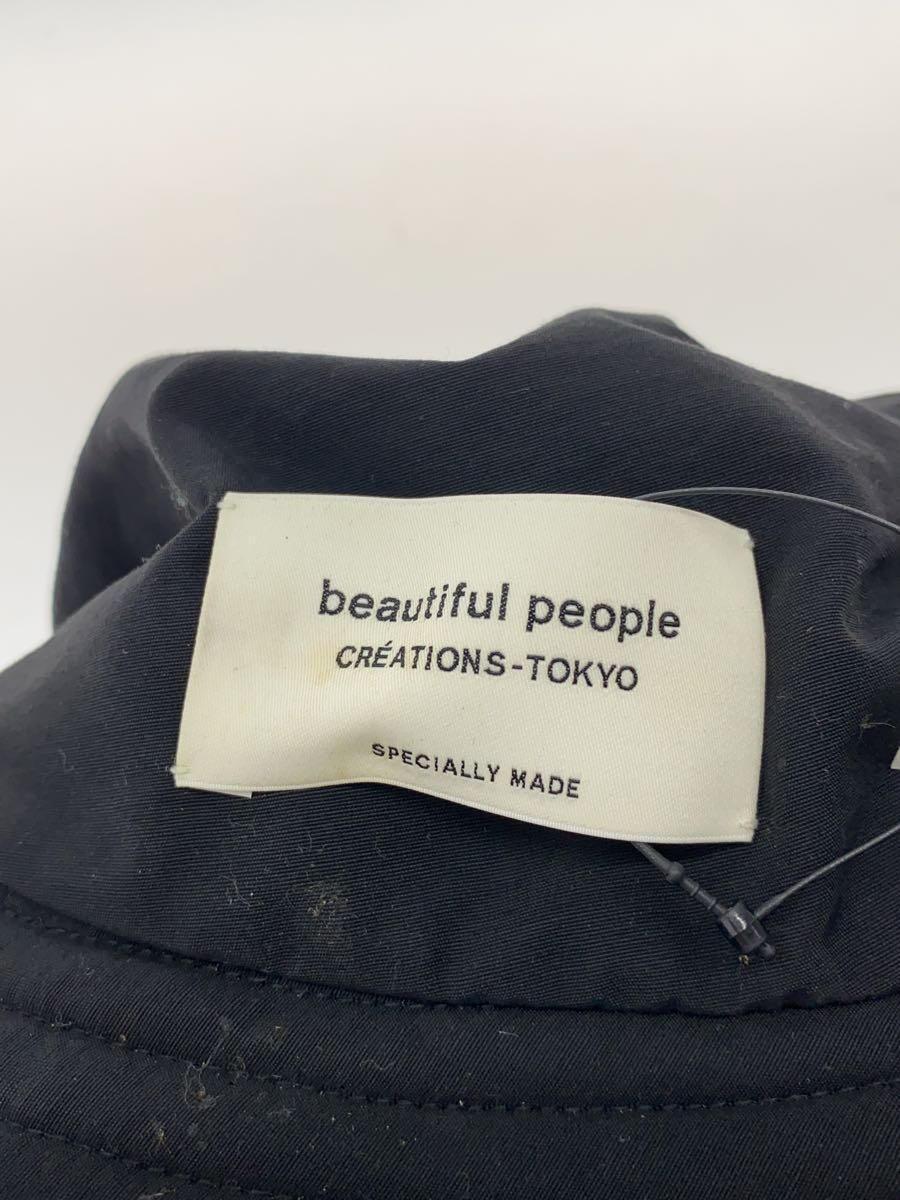 beautiful people
CRÉATIONS-TOKYO
SPECIALLY MADE